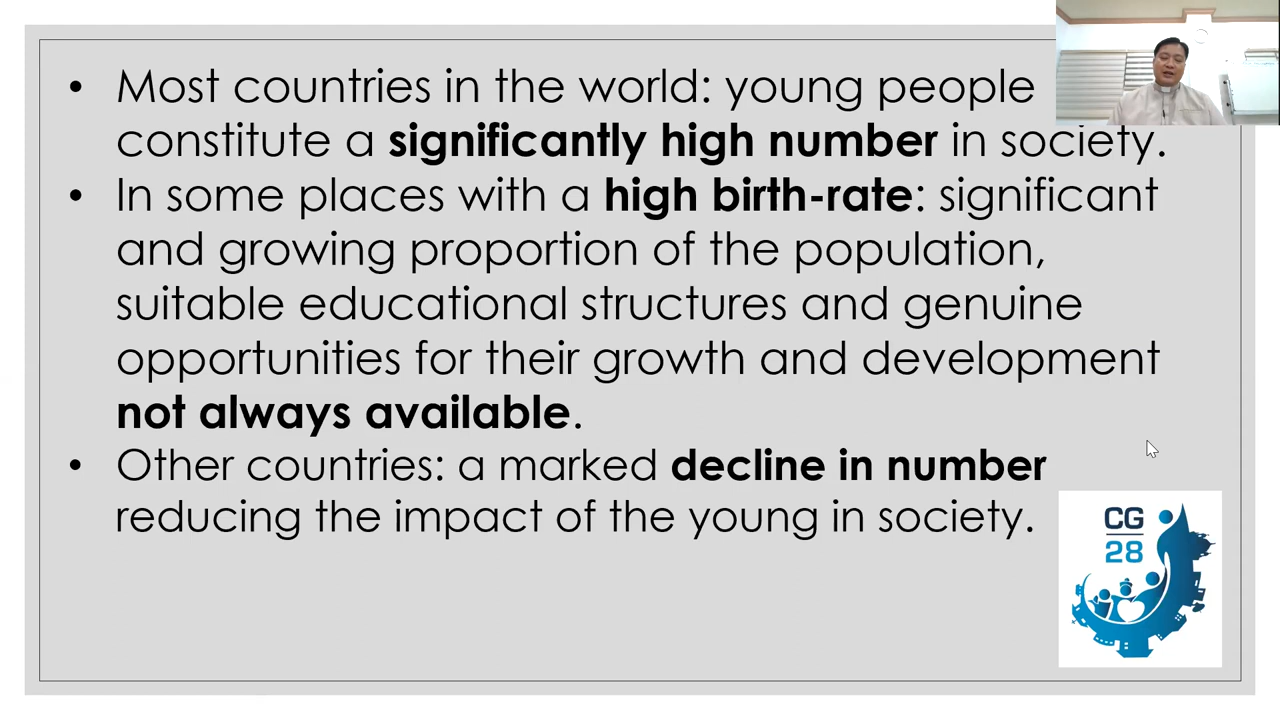 • Most countries in the world: young people
constitute a significantly high number in society.
• In some places with a high birth-rate: significant
and growing proportion of the population,
suitable educational structures and genuine
opportunities for their growth and development
not always available.
• Other countries: a marked decline in number
reducing the impact of the young in society.
CG
28